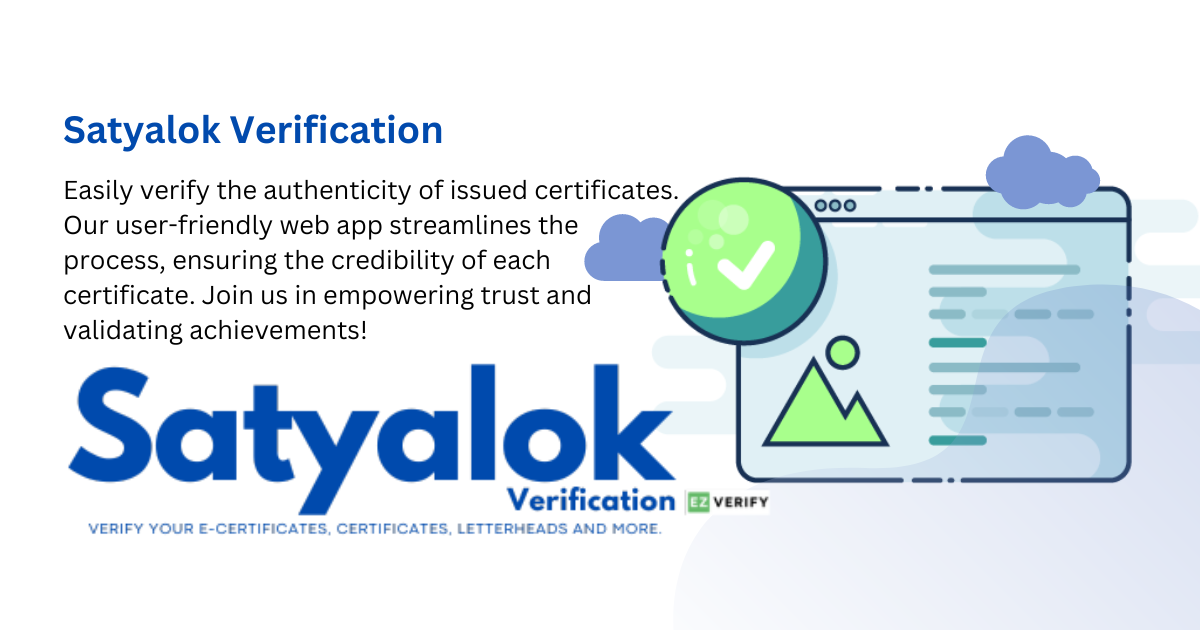 Satyalok Verification
Easily verify the authenticity of issued certificates.
Our user-friendly web app streamlines the
process, ensuring the credibility of each
certificate. Join us in empowering trust and
validating achievements!
Satyalok
Verification EZ VERIFY
VERIFY YOUR E-CERTIFICATES, CERTIFICATES, LETTERHEADS AND MORE.